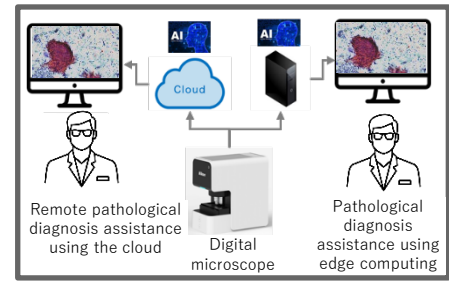 AI
AI
Cloud
Remote pathological
diagnosis assistance
using the cloud
Digital
microscope
Pathological
diagnosis
assistance using
edge computing